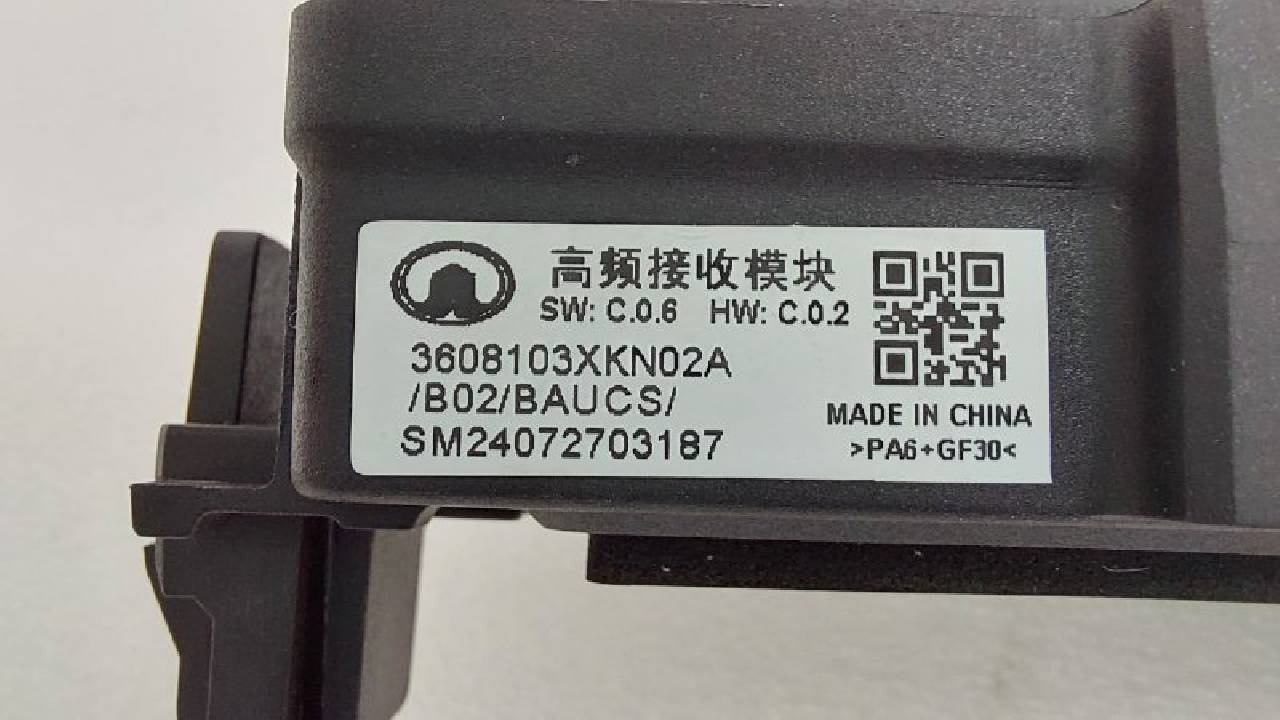 高频接收模块
SW: C.0.6 HW: C.0.2
3608103XKN02A
/B02/BAUCS/
SM24072703187
MADE IN CHINA
>PA6+GF30<